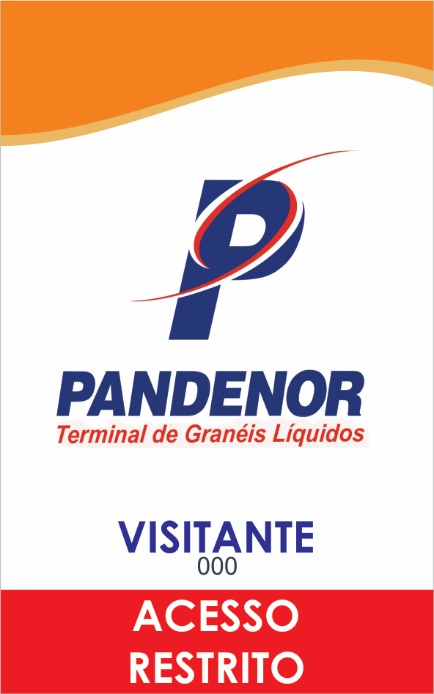 P
PANDENOR
Terminal de Granéis Líquidos
VISITANTE
000
ACESSO
RESTRITO